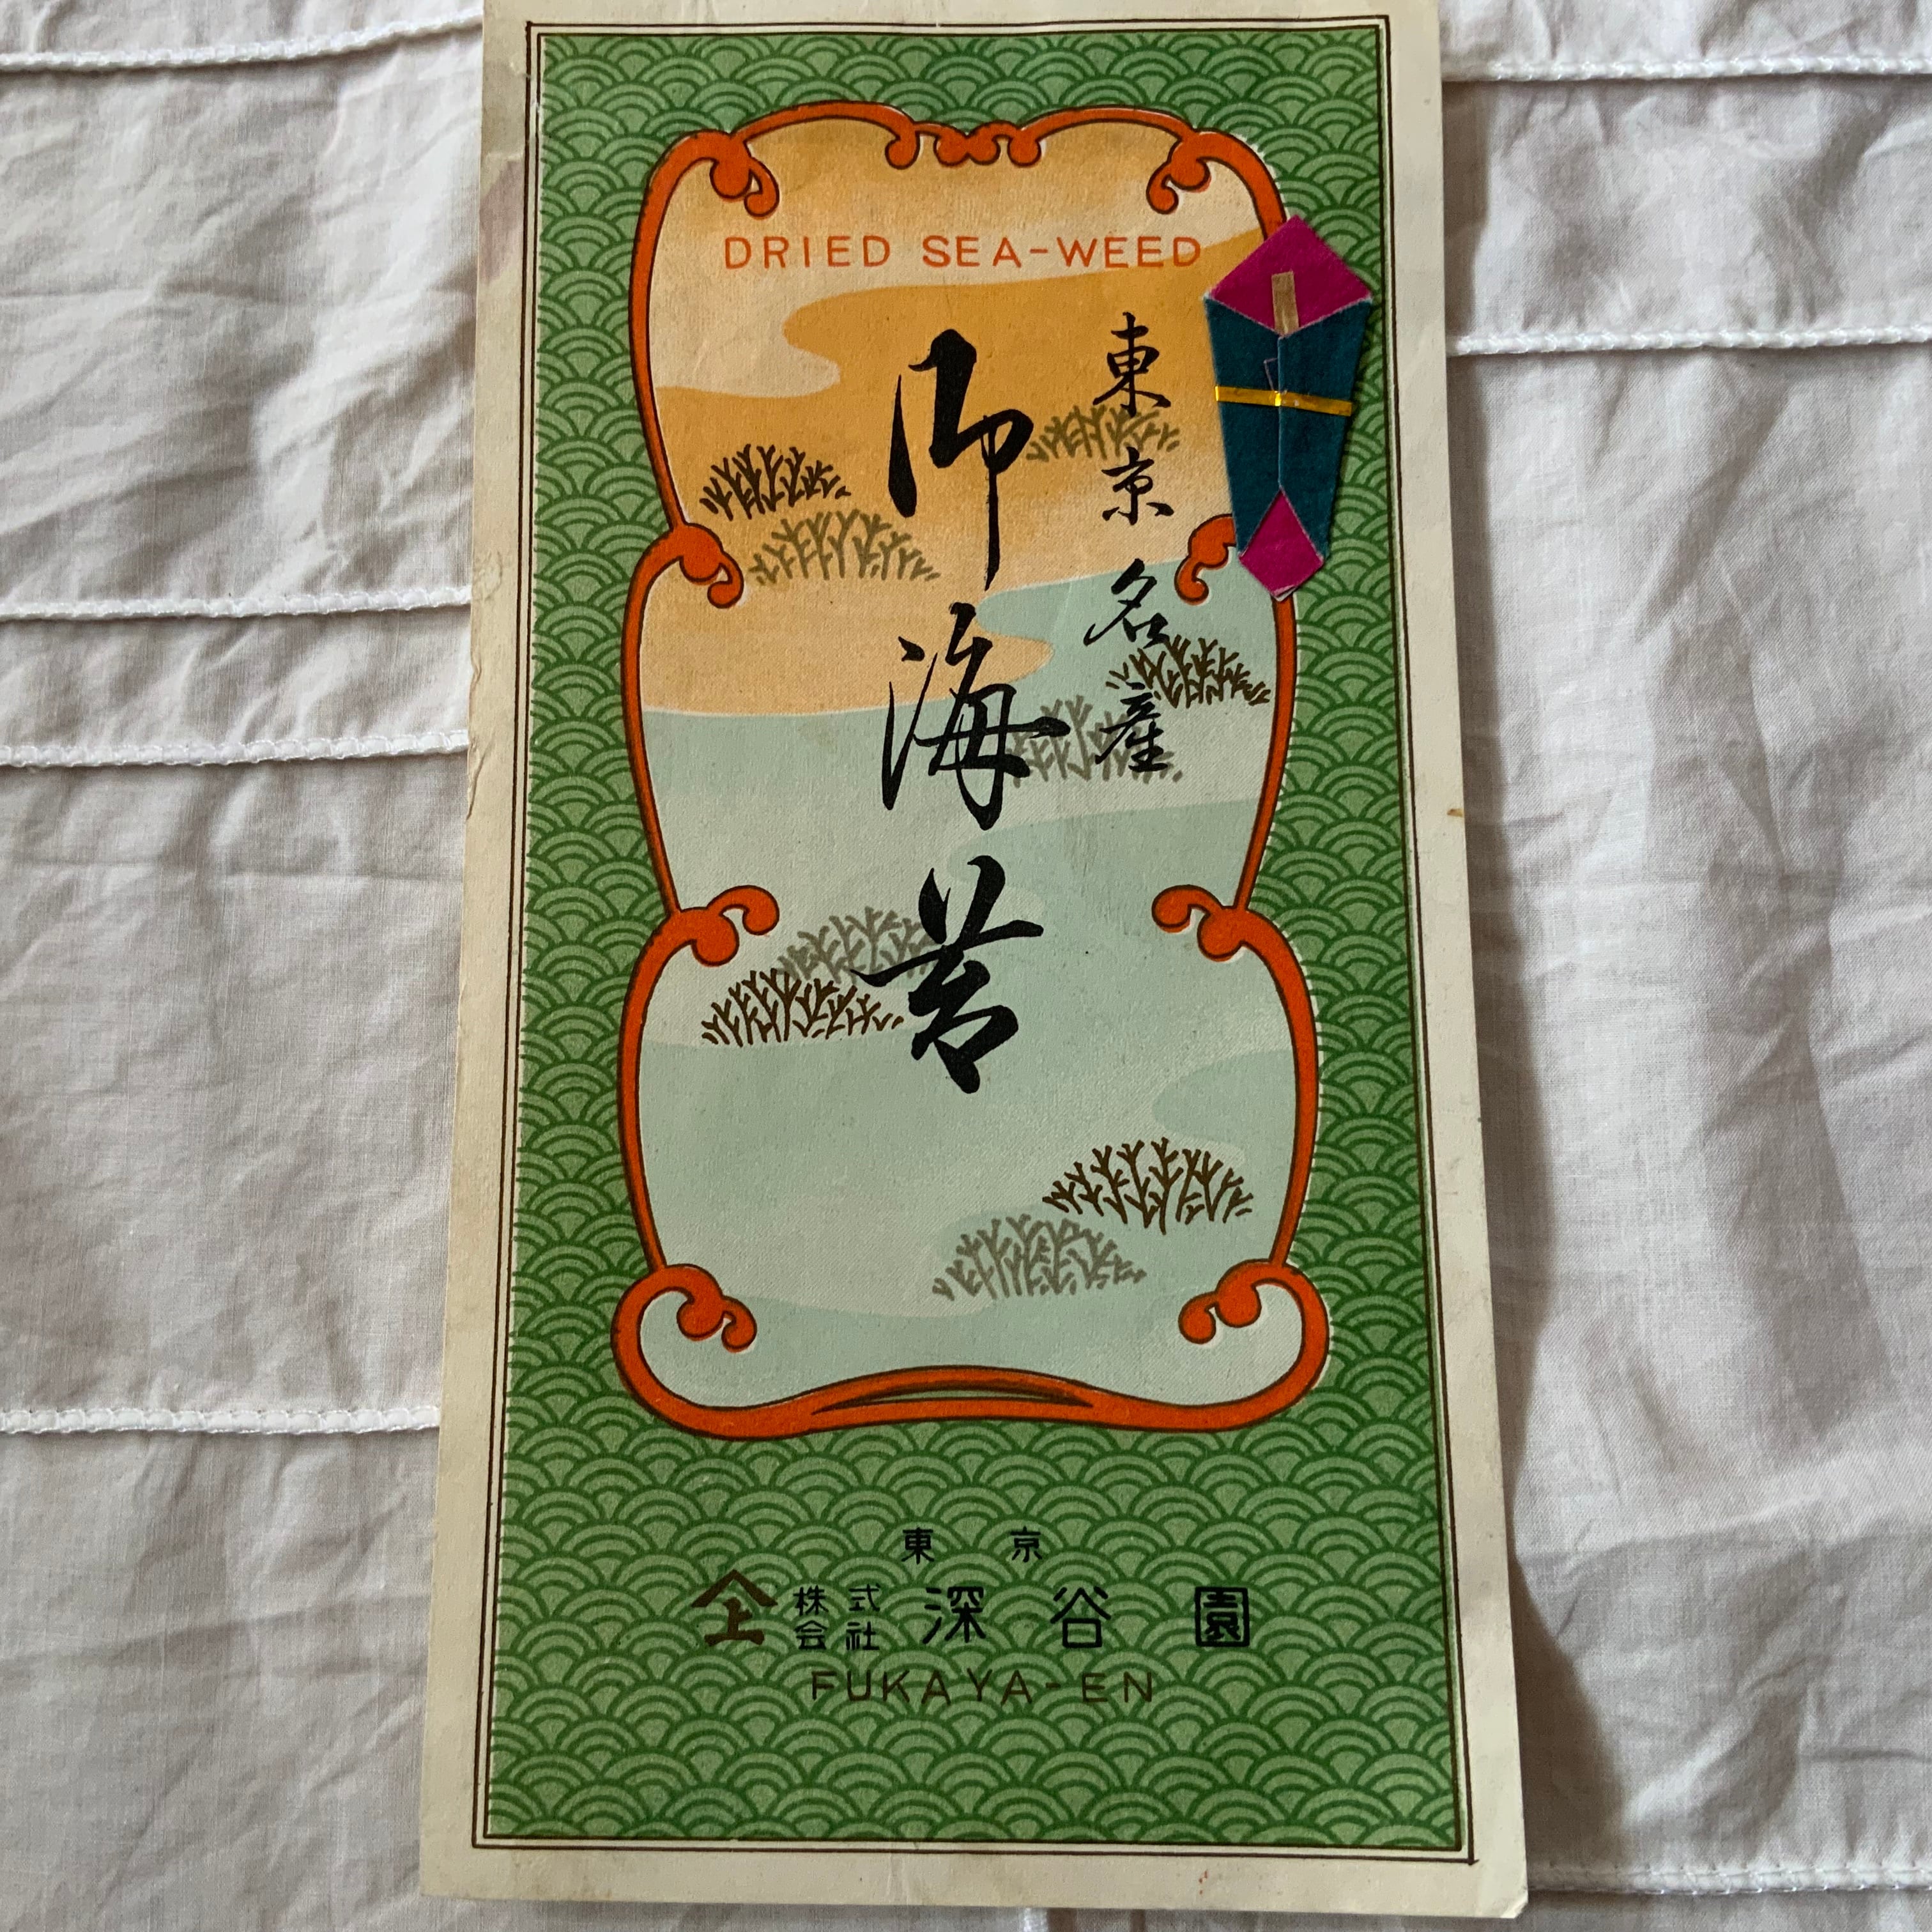 DRIED SEA-WEED
東京名産
御海苔
東京
上 株式会社 深谷園
FUKAYA-EN